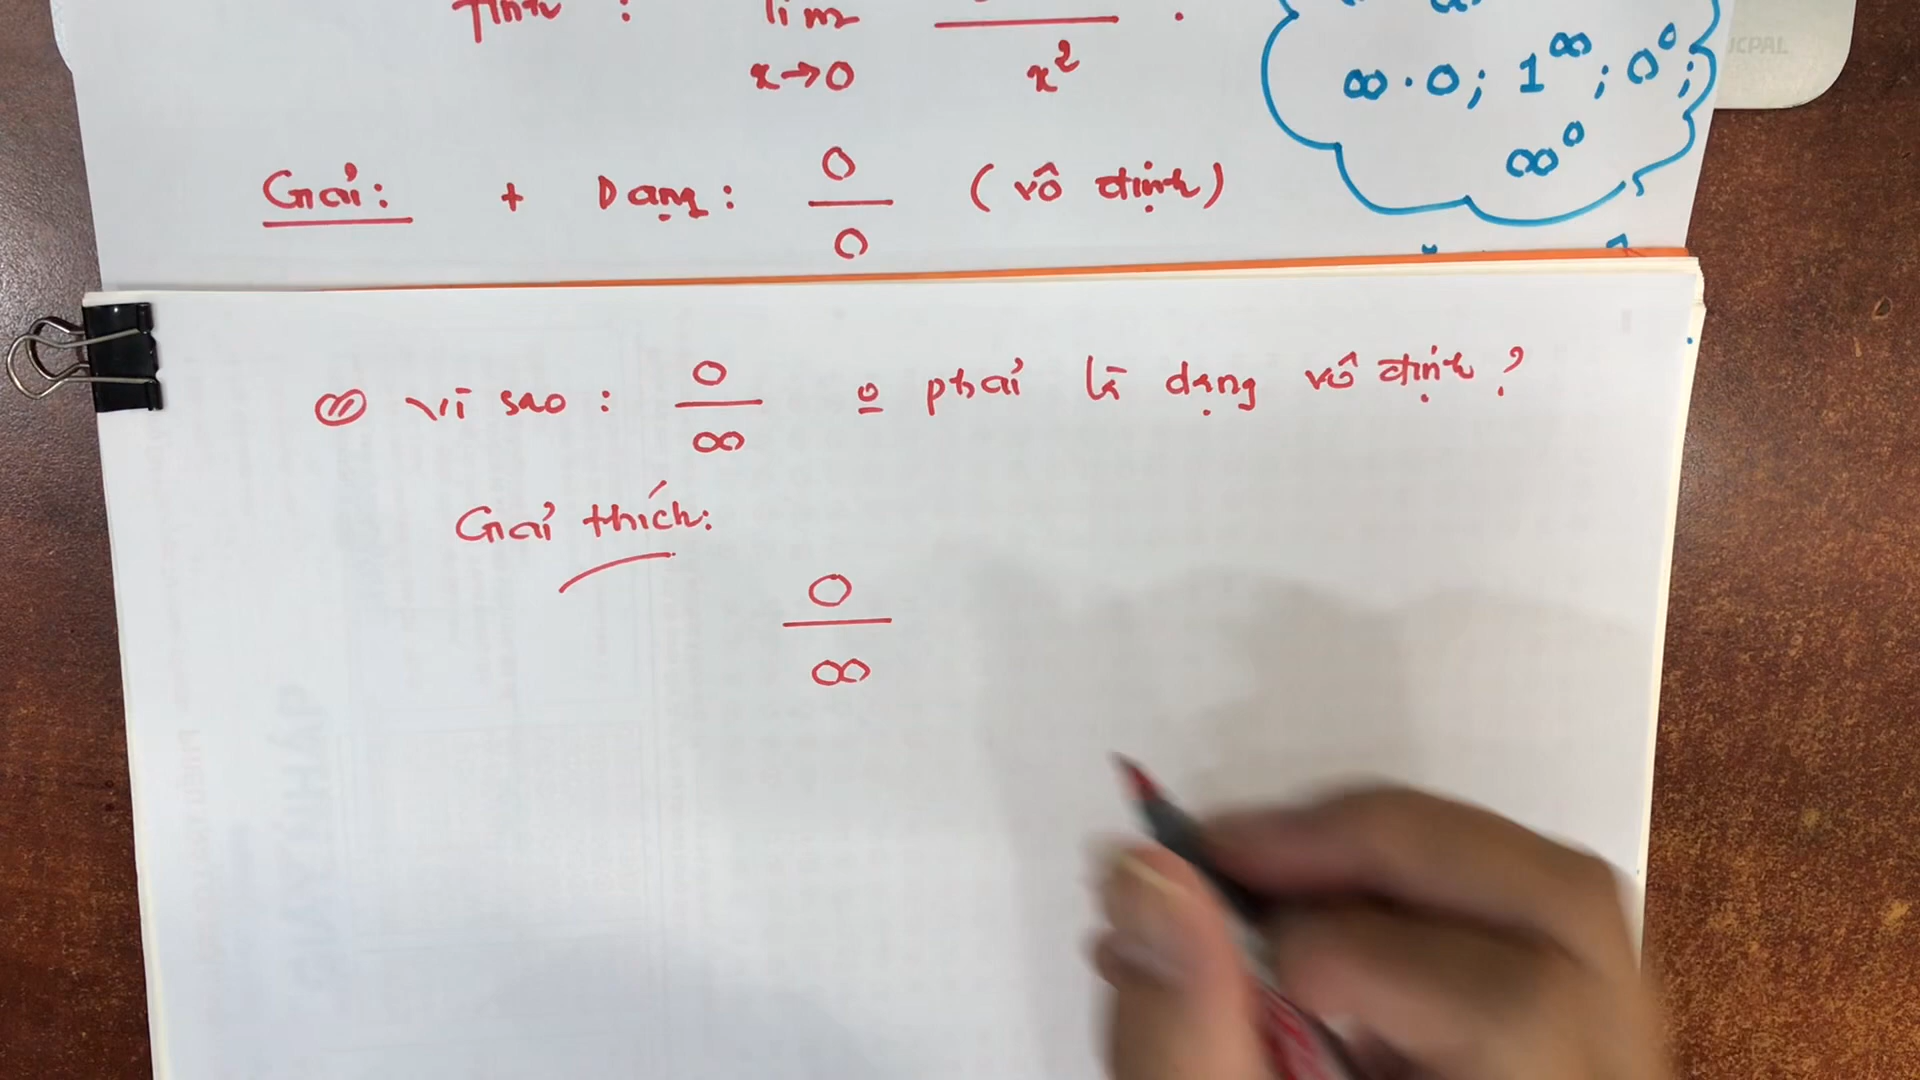 Tính : lim
x→0 x²
∞ . 0 ; 1^∞ ; 0⁰ ;
∞⁰
JCPAL
Giải: + Dạng : 0/0 (vô định)
Vì sao : 0/∞ o phải là dạng vô định ?
Giải thích:
0/∞